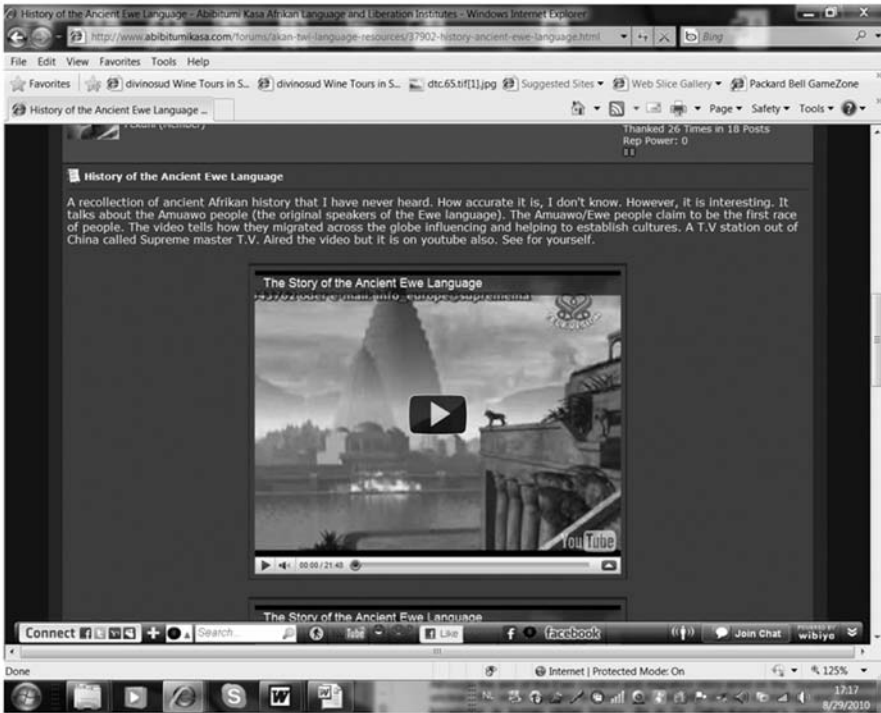 History of the Ancient Ewe Language - Abibitumi Kasa Afrikan Language and Liberation Institutes - Windows Internet Explorer
http://www.abibitumikasa.com/forums/akan-twi-language-resources/37902-history-ancient-ewe-language.html Bing
File Edit View Favorites Tools Help
Favorites divinosud Wine Tours in S... divinosud Wine Tours in S... dtc.65.tif[1].jpg Suggested Sites Web Slice Gallery Packard Bell GameZone
History of the Ancient Ewe Language ... Page Safety Tools
(Member)
Thanked 26 Times in 18 Posts
Rep Power: 0
History of the Ancient Ewe Language
A recollection of ancient Afrikan history that I have never heard. How accurate it is, I don't know. However, it is interesting. It
talks about the Amuawo people (the original speakers of the Ewe language). The Amuawo/Ewe people claim to be the first race
of people. The video tells how they migrated across the globe influencing and helping to establish cultures. A T.V station out of
China called Supreme master T.V. Aired the video but it is on youtube also. See for yourself.
The Story of the Ancient Ewe Language
oder e-mail: info_europe@suprema
YouTube
00:00 / 21:48
The Story of the Ancient Ewe Language
Connect Search... Tube Like facebook Join Chat POWERED BY wibiya
Done Internet | Protected Mode: On 125%
NL 17:17
8/29/2010